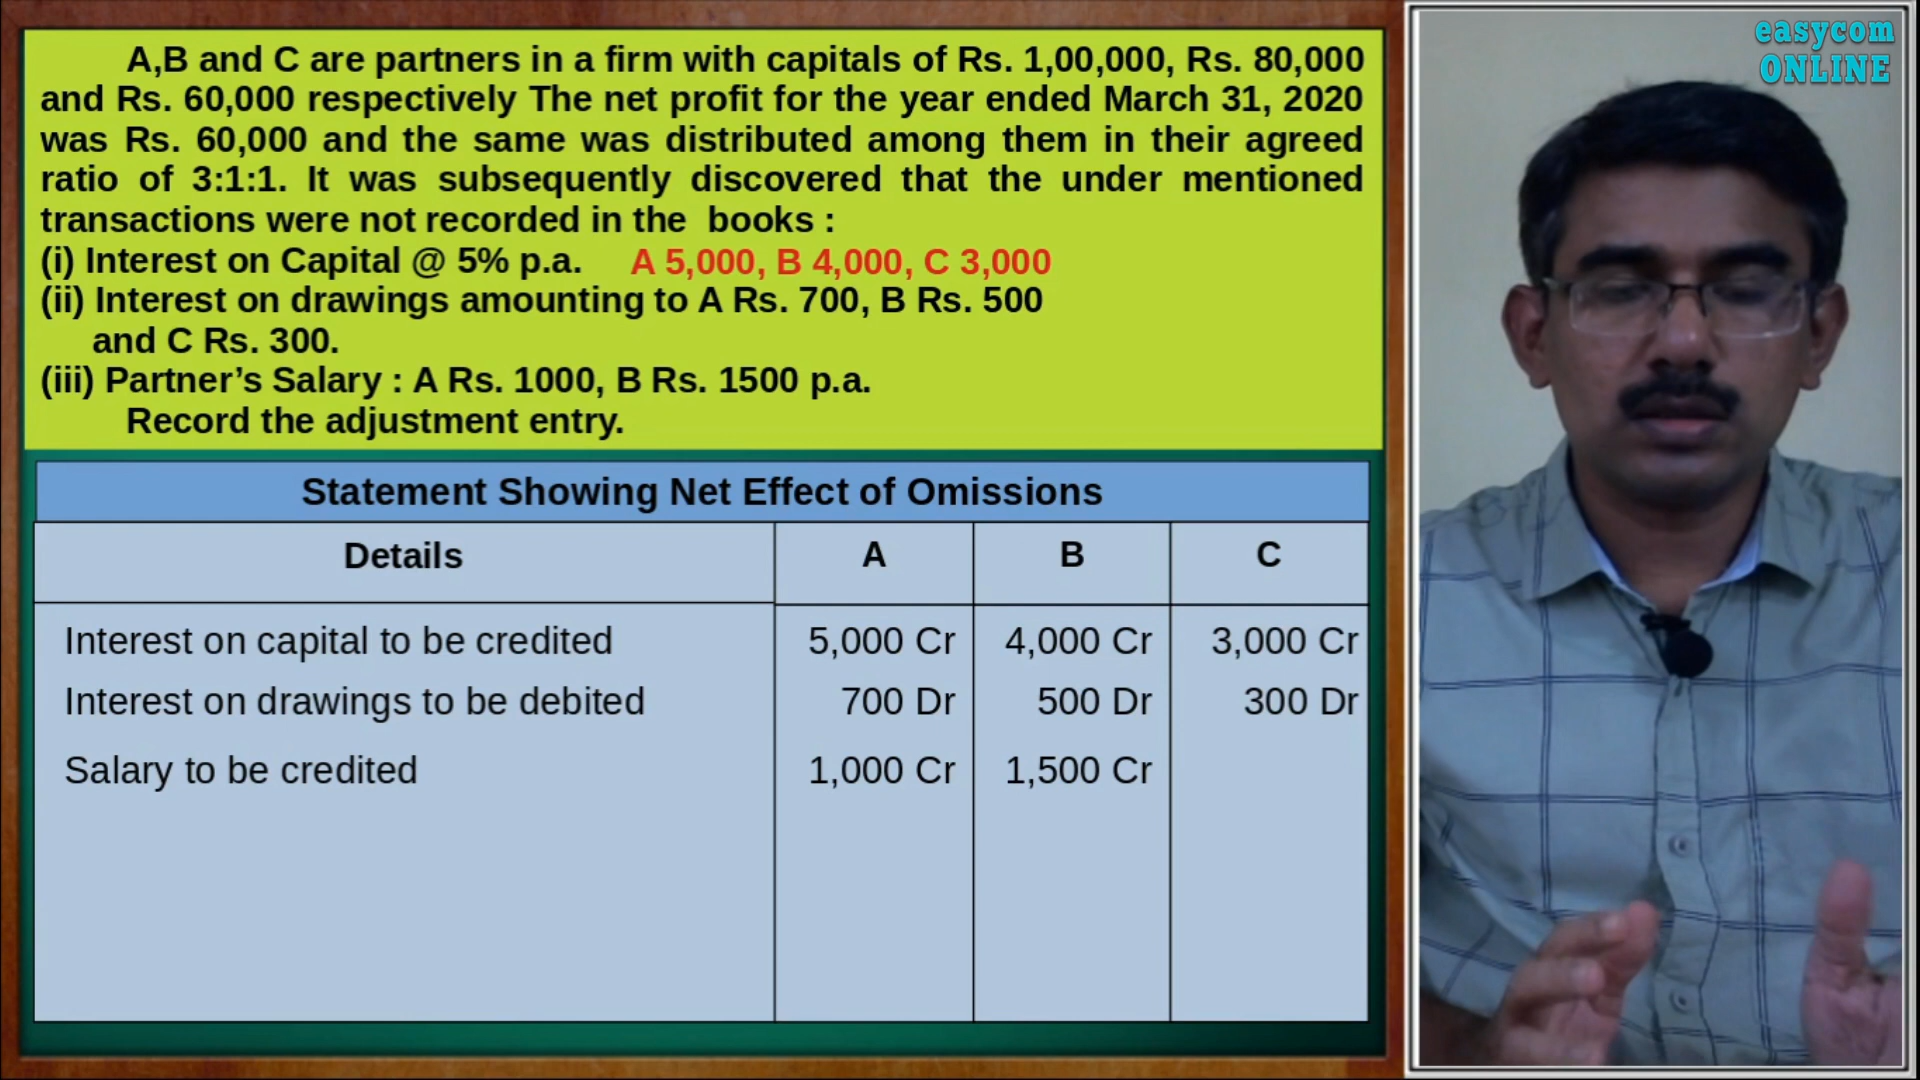 easycom
ONLINE
A,B and C are partners in a firm with capitals of Rs. 1,00,000, Rs. 80,000
and Rs. 60,000 respectively The net profit for the year ended March 31, 2020
was Rs. 60,000 and the same was distributed among them in their agreed
ratio of 3:1:1. It was subsequently discovered that the under mentioned
transactions were not recorded in the books :
(i) Interest on Capital @ 5% p.a. A 5,000, B 4,000, C 3,000
(ii) Interest on drawings amounting to A Rs. 700, B Rs. 500
and C Rs. 300.
(iii) Partner’s Salary : A Rs. 1000, B Rs. 1500 p.a.
Record the adjustment entry.
Statement Showing Net Effect of Omissions
Details A B C
Interest on capital to be credited 5,000 Cr 4,000 Cr 3,000 Cr
Interest on drawings to be debited 700 Dr 500 Dr 300 Dr
Salary to be credited 1,000 Cr 1,500 Cr